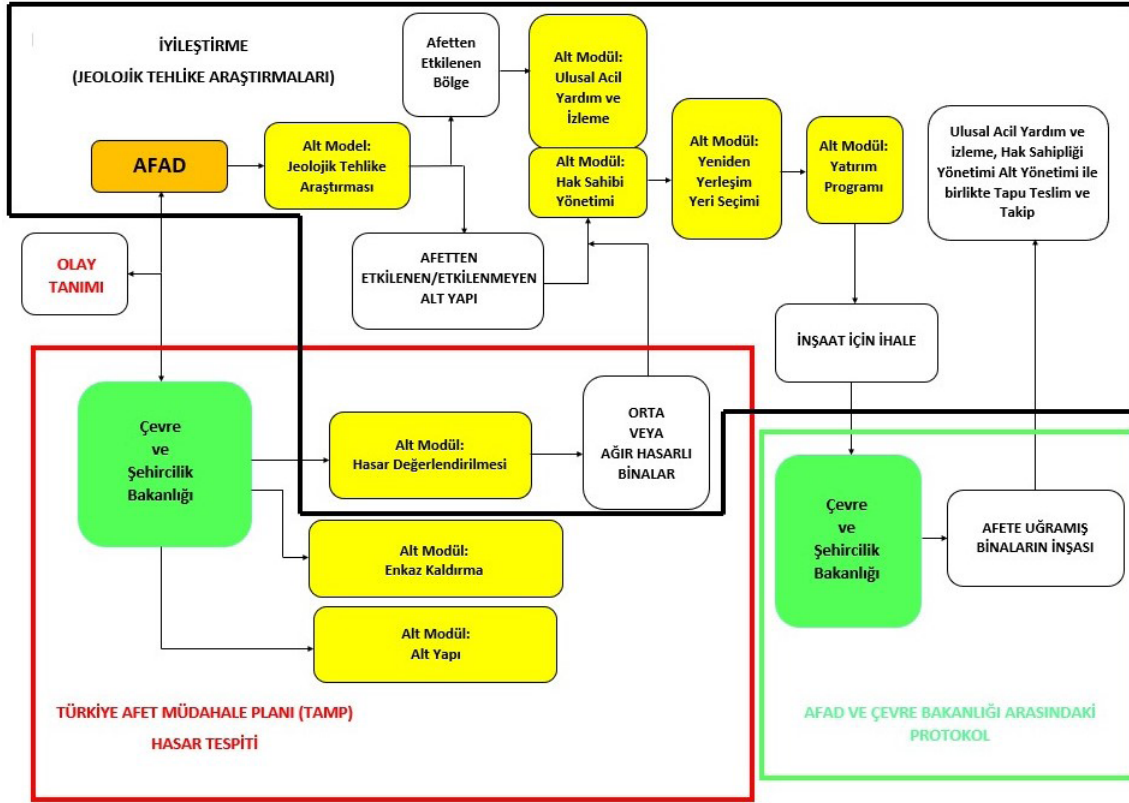 İYİLEŞTİRME
(JEOLOJİK TEHLİKE ARAŞTIRMALARI)
Afetten
Etkilenen
Bölge
Alt Modül:
Ulusal Acil
Yardım ve
İzleme
AFAD
Alt Model:
Jeolojik Tehlike
Araştırması
Alt Modül:
Hak Sahibi
Yönetimi
Alt Modül:
Yeniden
Yerleşim
Yeri Seçimi
Alt Modül:
Yatırım
Programı
Ulusal Acil Yardım ve
izleme, Hak Sahipliği
Yönetimi Alt Yönetimi ile
birlikte Tapu Teslim ve
Takip
OLAY
TANIMI
AFETTEN
ETKİLENEN/ETKİLENMEYEN
ALT YAPI
İNŞAAT İÇİN İHALE
Çevre
ve
Şehircilik
Bakanlığı
Alt Modül:
Hasar Değerlendirilmesi
ORTA
VEYA
AĞIR HASARLI
BİNALAR
Alt Modül:
Enkaz Kaldırma
Alt Modül:
Alt Yapı
TÜRKİYE AFET MÜDAHALE PLANI (TAMP)
HASAR TESPİTİ
Çevre
ve
Şehircilik
Bakanlığı
AFETE UĞRAMIŞ
BİNALARIN İNŞASI
AFAD VE ÇEVRE BAKANLIĞI ARASINDAKİ
PROTOKOL